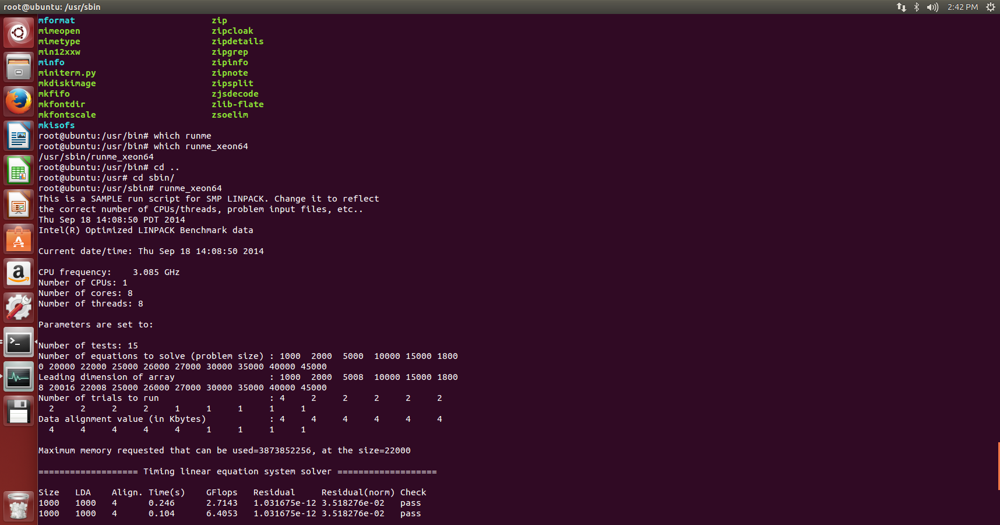 root@ubuntu: /usr/sbin 2:42 PM
mformat zip
mimeopen zipcloak
mimetype zipdetails
min12xxw zipgrep
minfo zipinfo
miniterm.py zipnote
mkdiskimage zipsplit
mkfifo zjsdecode
mkfontdir zlib-flate
mkfontscale zsoelim
mkisofs
root@ubuntu:/usr/bin# which runme
root@ubuntu:/usr/bin# which runme_xeon64
/usr/sbin/runme_xeon64
root@ubuntu:/usr/bin# cd ..
root@ubuntu:/usr# cd sbin/
root@ubuntu:/usr/sbin# runme_xeon64
This is a SAMPLE run script for SMP LINPACK. Change it to reflect
the correct number of CPUs/threads, problem input files, etc..
Thu Sep 18 14:08:50 PDT 2014
Intel(R) Optimized LINPACK Benchmark data
Current date/time: Thu Sep 18 14:08:50 2014
CPU frequency:    3.085 GHz
Number of CPUs: 1
Number of cores: 8
Number of threads: 8
Parameters are set to:
Number of tests: 15
Number of equations to solve (problem size) : 1000  2000  5000  10000 15000 1800
0 20000 22000 25000 26000 27000 30000 35000 40000 45000
Leading dimension of array                  : 1000  2000  5008  10000 15000 1800
8 20016 22008 25000 26000 27000 30000 35000 40000 45000
Number of trials to run                     : 4     2     2     2     2     2
  2     2     2     2     1     1     1     1     1
Data alignment value (in Kbytes)            : 4     4     4     4     4     4
  4     4     4     4     4     1     1     1     1
Maximum memory requested that can be used=3873852256, at the size=22000
=================== Timing linear equation system solver ===================
Size   LDA    Align. Time(s)    GFlops   Residual     Residual(norm) Check
1000   1000   4      0.246      2.7143   1.031675e-12 3.518276e-02   pass
1000   1000   4      0.104      6.4053   1.031675e-12 3.518276e-02   pass